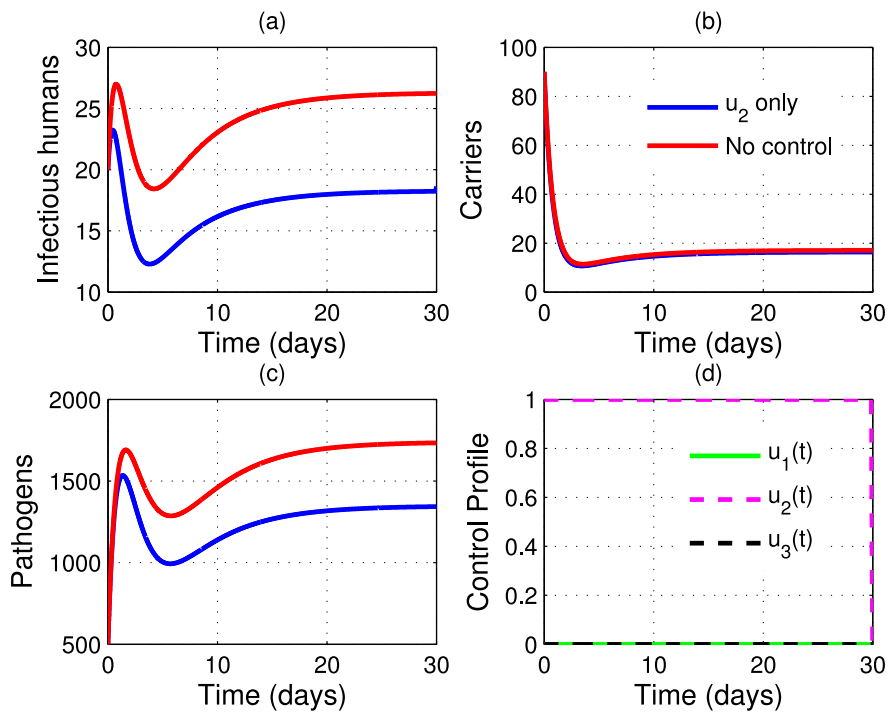 (a)
30
25
20
15
10
Infectious humans
0
10
20
30
Time (days)
(b)
100
80
60
40
20
0
Carriers
u2 only
No control
0
10
20
30
Time (days)
(c)
2000
1500
1000
500
Pathogens
0
10
20
30
Time (days)
(d)
1
0.8
0.6
0.4
0.2
0
Control Profile
u1(t)
u2(t)
u3(t)
0
10
20
30
Time (days)